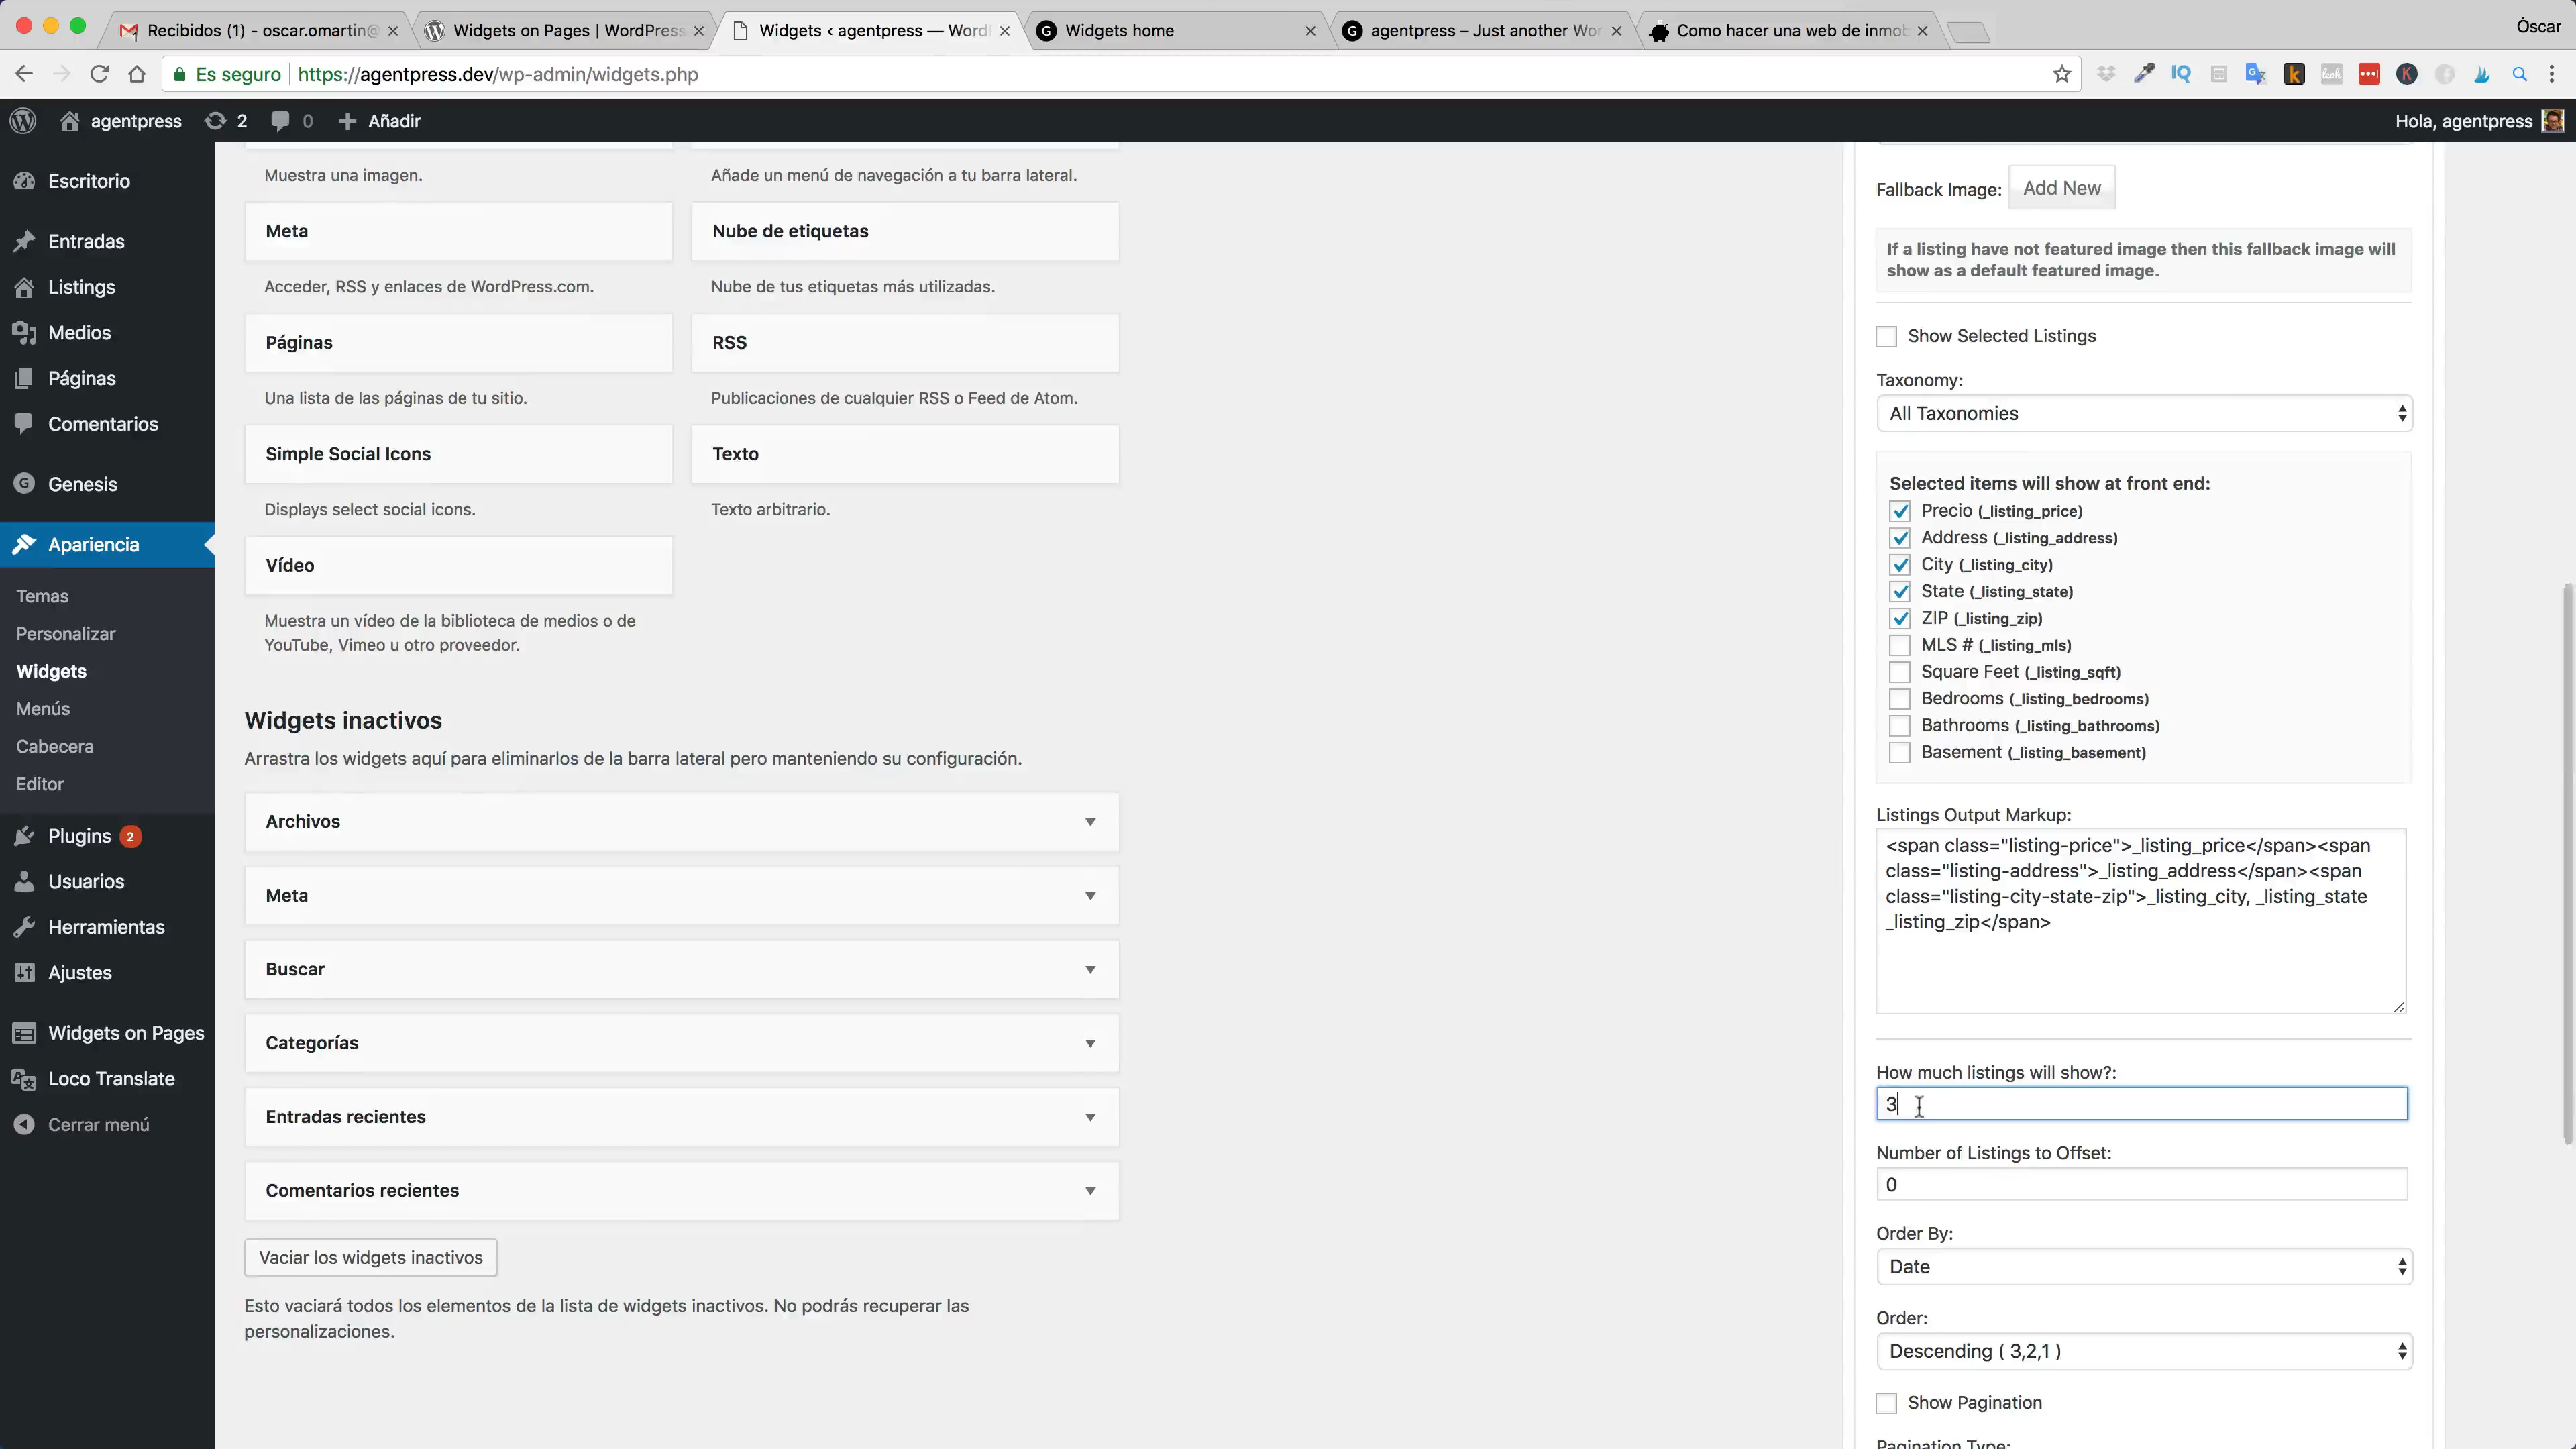 Recibidos (1) - oscar.omartin@
Widgets on Pages | WordPress
Widgets ‹ agentpress — Word
Widgets home
agentpress – Just another Wor
Como hacer una web de inmob
Óscar
Es seguro
https://agentpress.dev/wp-admin/widgets.php
agentpress
2
0
Añadir
Hola, agentpress
Escritorio
Entradas
Listings
Medios
Páginas
Comentarios
Genesis
Apariencia
Temas
Personalizar
Widgets
Menús
Cabecera
Editor
Plugins 2
Usuarios
Herramientas
Ajustes
Widgets on Pages
Loco Translate
Cerrar menú
Muestra una imagen.
Añade un menú de navegación a tu barra lateral.
Meta
Nube de etiquetas
Acceder, RSS y enlaces de WordPress.com.
Nube de tus etiquetas más utilizadas.
Páginas
RSS
Una lista de las páginas de tu sitio.
Publicaciones de cualquier RSS o Feed de Atom.
Simple Social Icons
Texto
Displays select social icons.
Texto arbitrario.
Vídeo
Muestra un vídeo de la biblioteca de medios o de
YouTube, Vimeo u otro proveedor.
Widgets inactivos
Arrastra los widgets aquí para eliminarlos de la barra lateral pero manteniendo su configuración.
Archivos
Meta
Buscar
Categorías
Entradas recientes
Comentarios recientes
Vaciar los widgets inactivos
Esto vaciará todos los elementos de la lista de widgets inactivos. No podrás recuperar las
personalizaciones.
Fallback Image: Add New
If a listing have not featured image then this fallback image will
show as a default featured image.
Show Selected Listings
Taxonomy:
All Taxonomies
Selected items will show at front end:
Precio (_listing_price)
Address (_listing_address)
City (_listing_city)
State (_listing_state)
ZIP (_listing_zip)
MLS # (_listing_mls)
Square Feet (_listing_sqft)
Bedrooms (_listing_bedrooms)
Bathrooms (_listing_bathrooms)
Basement (_listing_basement)
Listings Output Markup:
<span class="listing-price">_listing_price</span><span
class="listing-address">_listing_address</span><span
class="listing-city-state-zip">_listing_city, _listing_state
_listing_zip</span>
How much listings will show?:
3
Number of Listings to Offset:
0
Order By:
Date
Order:
Descending ( 3,2,1 )
Show Pagination
Pagination Type: